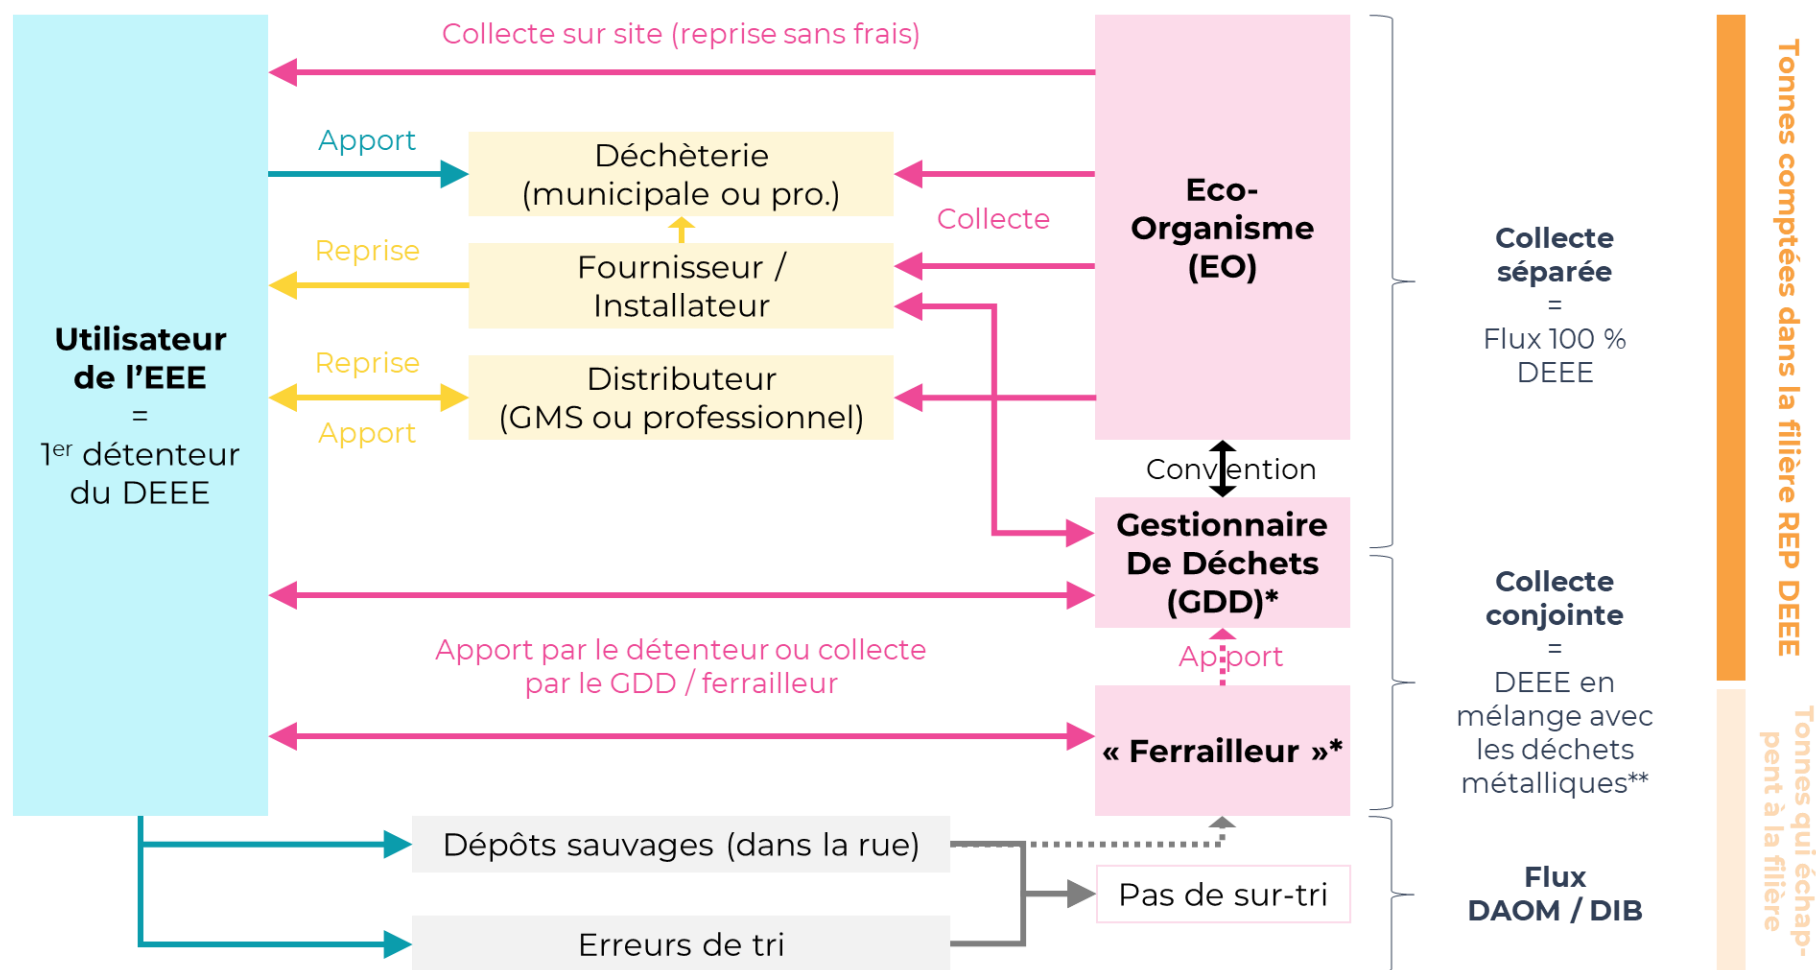 Collecte sur site (reprise sans frais)
Apport
Déchèterie
(municipale ou pro.)
Collecte
Reprise
Fournisseur /
Installateur
Reprise
Apport
Distributeur
(GMS ou professionnel)
Utilisateur
de l’EEE
=
1er détenteur
du DEEE
Eco-
Organisme
(EO)
Convention
Gestionnaire
De Déchets
(GDD)*
Apport par le détenteur ou collecte
par le GDD / ferrailleur
Apport
« Ferrailleur »*
Dépôts sauvages (dans la rue)
Pas de sur-tri
Erreurs de tri
Collecte
séparée
=
Flux 100 %
DEEE
Collecte
conjointe
=
DEEE en
mélange avec
les déchets
métalliques**
Flux
DAOM / DIB
Tonnes comptées dans la filière REP DEEE
Tonnes qui échap-
pent à la filière